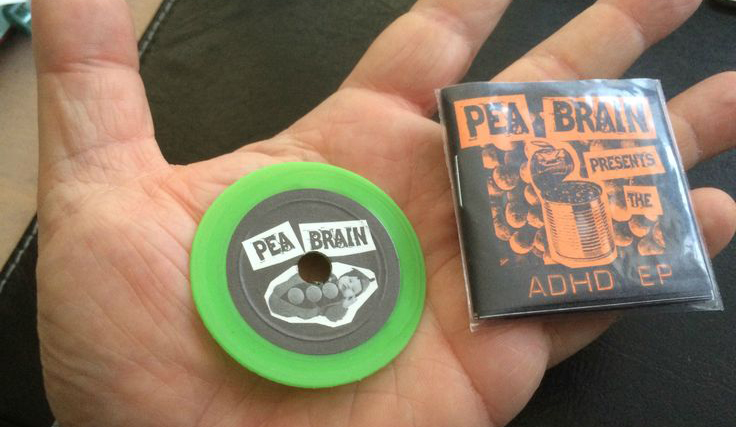 PEA BRAIN
PEA BRAIN
PRESENTS
THE
ADHD EP